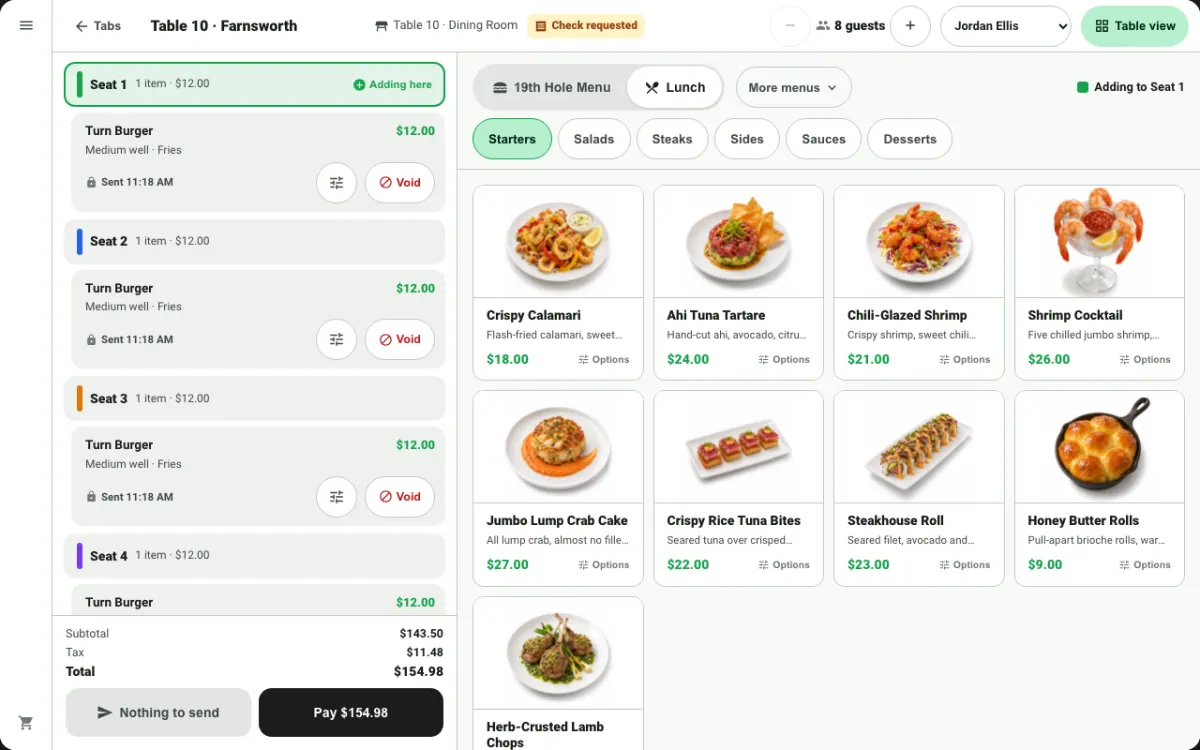 Tabs
Table 10 · Farnsworth
Table 10 · Dining Room
Check requested
8 guests
Jordan Ellis
Table view
Seat 1 1 item · $12.00 Adding here
Turn Burger $12.00
Medium well · Fries
Sent 11:18 AM Void
Seat 2 1 item · $12.00
Turn Burger $12.00
Medium well · Fries
Sent 11:18 AM Void
Seat 3 1 item · $12.00
Turn Burger $12.00
Medium well · Fries
Sent 11:18 AM Void
Seat 4 1 item · $12.00
Turn Burger $12.00
Subtotal $143.50
Tax $11.48
Total $154.98
Nothing to send
Pay $154.98
19th Hole Menu
Lunch
More menus
Adding to Seat 1
Starters
Salads
Steaks
Sides
Sauces
Desserts
Crispy Calamari
Flash-fried calamari, sweet…
$18.00 Options
Ahi Tuna Tartare
Hand-cut ahi, avocado, citru…
$24.00 Options
Chili-Glazed Shrimp
Crispy shrimp, sweet chili…
$21.00 Options
Shrimp Cocktail
Five chilled jumbo shrimp,…
$26.00 Options
Jumbo Lump Crab Cake
All lump crab, almost no fille…
$27.00 Options
Crispy Rice Tuna Bites
Seared tuna over crisped…
$22.00 Options
Steakhouse Roll
Seared filet, avocado and…
$23.00 Options
Honey Butter Rolls
Pull-apart brioche rolls, war…
$9.00 Options
Herb-Crusted Lamb
Chops